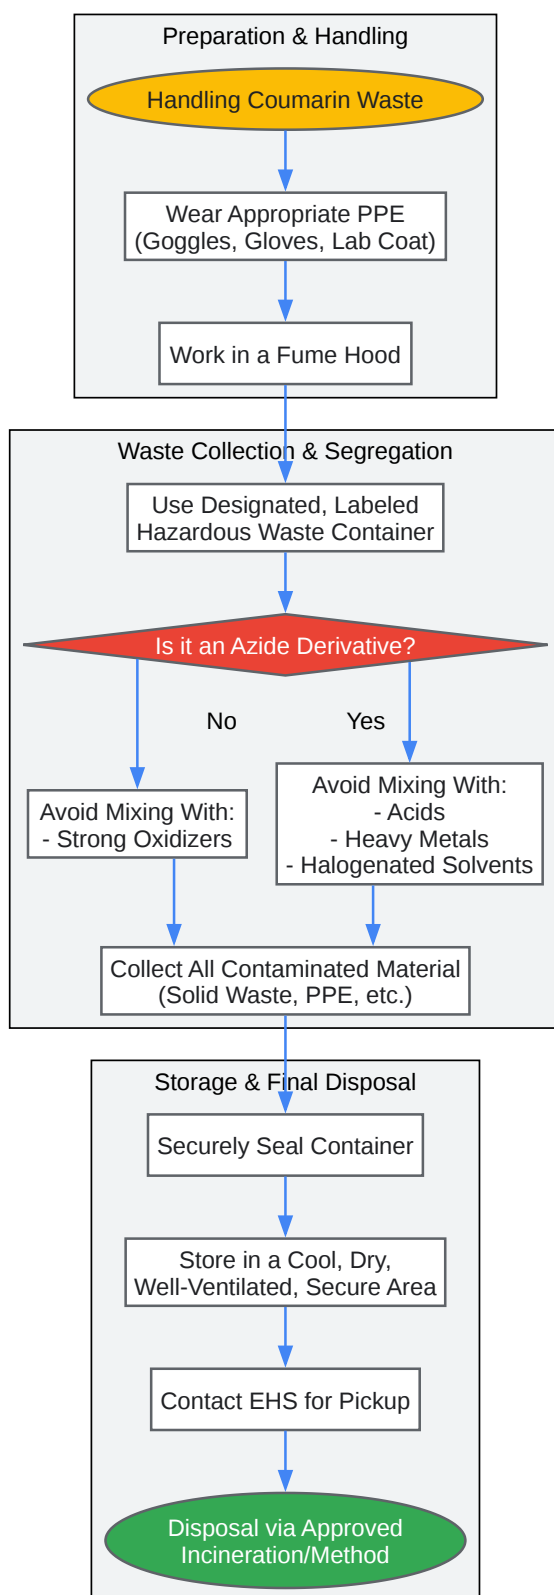 Preparation & Handling
Handling Coumarin Waste
Wear Appropriate PPE
(Goggles, Gloves, Lab Coat)
Work in a Fume Hood
Waste Collection & Segregation
Use Designated, Labeled
Hazardous Waste Container
Is it an Azide Derivative?
No
Yes
Avoid Mixing With:
- Strong Oxidizers
Avoid Mixing With:
- Acids
- Heavy Metals
- Halogenated Solvents
Collect All Contaminated Material
(Solid Waste, PPE, etc.)
Storage & Final Disposal
Securely Seal Container
Store in a Cool, Dry,
Well-Ventilated, Secure Area
Contact EHS for Pickup
Disposal via Approved
Incineration/Method